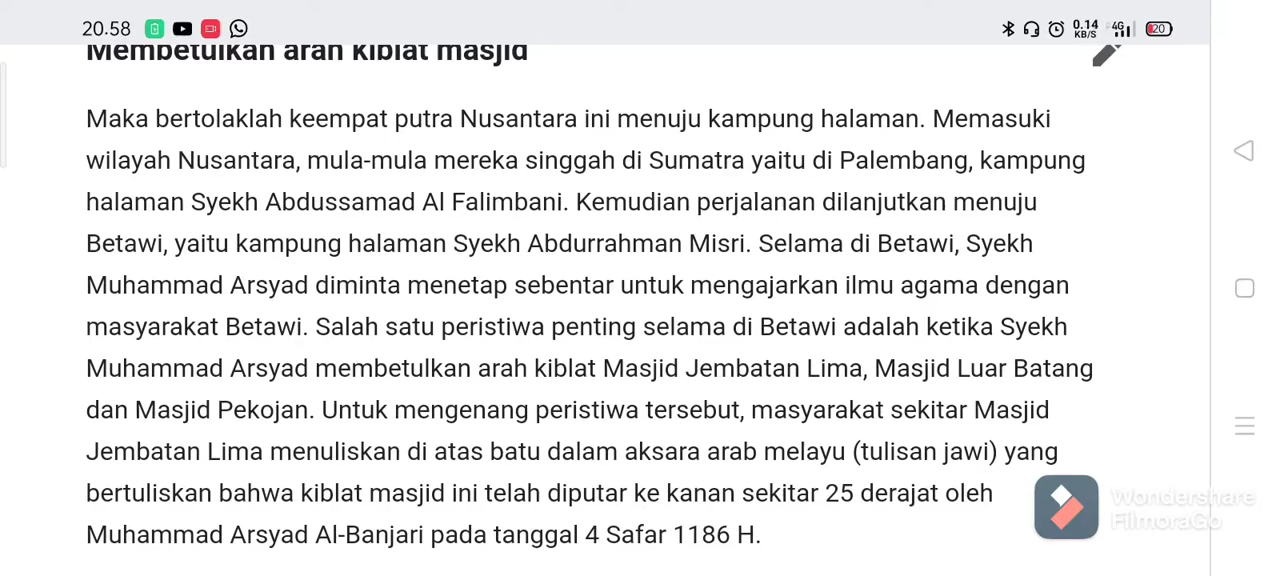 20.58
0.14
KB/S
4G
20
Membetulkan arah kiblat masjid
Maka bertolaklah keempat putra Nusantara ini menuju kampung halaman. Memasuki
wilayah Nusantara, mula-mula mereka singgah di Sumatra yaitu di Palembang, kampung
halaman Syekh Abdussamad Al Falimbani. Kemudian perjalanan dilanjutkan menuju
Betawi, yaitu kampung halaman Syekh Abdurrahman Misri. Selama di Betawi, Syekh
Muhammad Arsyad diminta menetap sebentar untuk mengajarkan ilmu agama dengan
masyarakat Betawi. Salah satu peristiwa penting selama di Betawi adalah ketika Syekh
Muhammad Arsyad membetulkan arah kiblat Masjid Jembatan Lima, Masjid Luar Batang
dan Masjid Pekojan. Untuk mengenang peristiwa tersebut, masyarakat sekitar Masjid
Jembatan Lima menuliskan di atas batu dalam aksara arab melayu (tulisan jawi) yang
bertuliskan bahwa kiblat masjid ini telah diputar ke kanan sekitar 25 derajat oleh
Muhammad Arsyad Al-Banjari pada tanggal 4 Safar 1186 H.
Wondershare
FilmoraGo